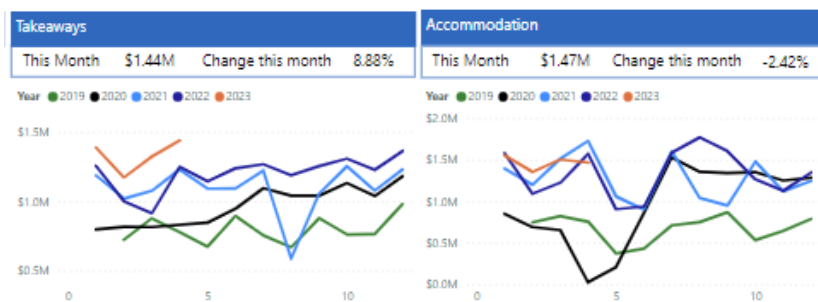 Takeaways
This Month $1.44M Change this month 8.88%
Year 2019 2020 2021 2022 2023
$1.5M
$1.0M
$0.5M
0 5 10
Accommodation
This Month $1.47M Change this month -2.42%
Year 2019 2020 2021 2022 2023
$2.0M
$1.5M
$1.0M
$0.5M
$0.0M
0 5 10